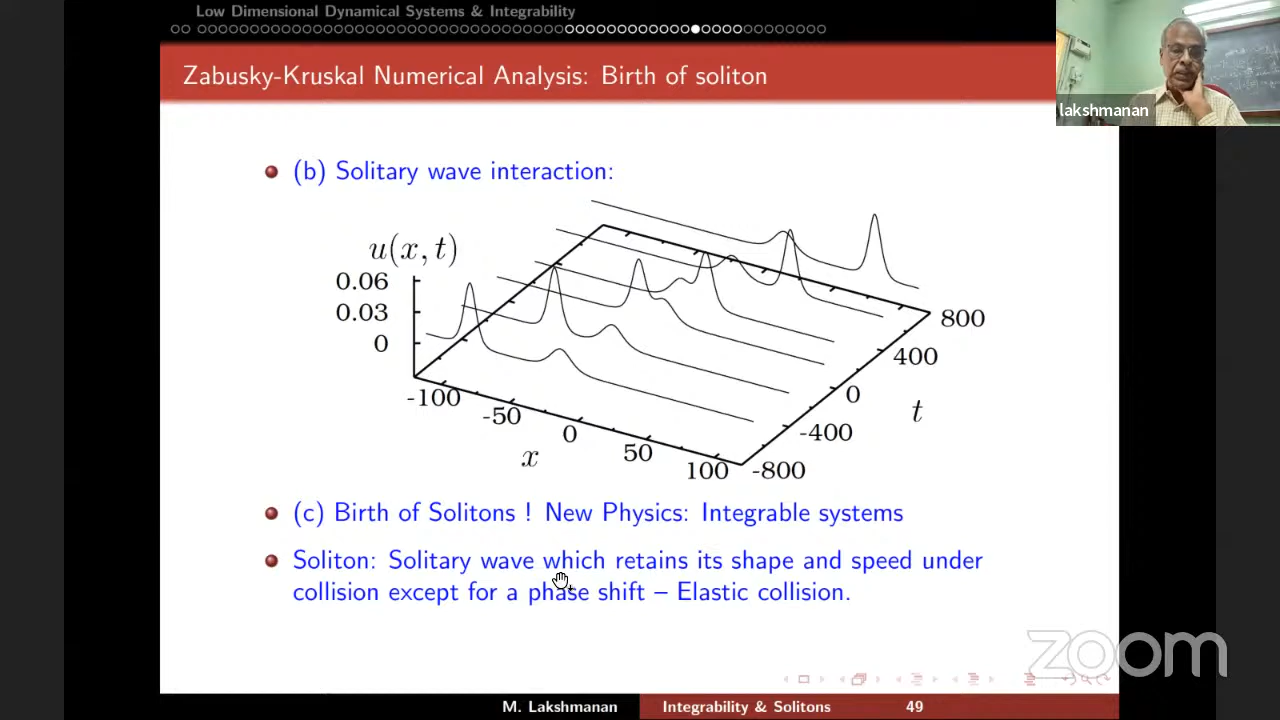 Low Dimensional Dynamical Systems & Integrability
Zabusky-Kruskal Numerical Analysis: Birth of soliton
lakshmanan
(b) Solitary wave interaction:
u(x, t)
0.06
0.03
0
-100
-50
0
50
100
x
-800
-400
0
400
800
t
(c) Birth of Solitons ! New Physics: Integrable systems
Soliton: Solitary wave which retains its shape and speed under
collision except for a phase shift – Elastic collision.
zoom
M. Lakshmanan
Integrability & Solitons
49